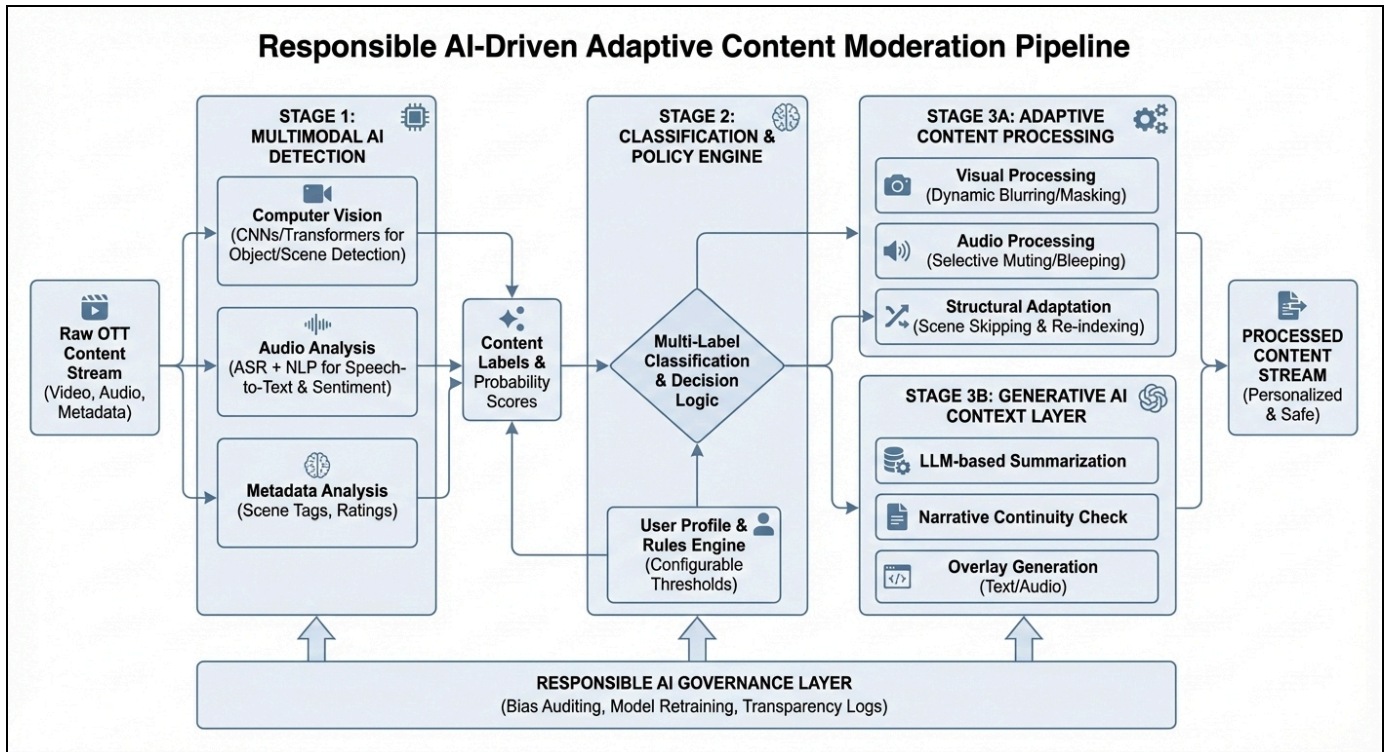 Responsible AI-Driven Adaptive Content Moderation Pipeline
Raw OTT
Content
Stream
(Video, Audio,
Metadata)
STAGE 1:
MULTIMODAL AI
DETECTION
Computer Vision
(CNNs/Transformers for
Object/Scene Detection)
Audio Analysis
(ASR + NLP for Speech-
to-Text & Sentiment)
Metadata Analysis
(Scene Tags, Ratings)
Content
Labels &
Probability
Scores
STAGE 2:
CLASSIFICATION &
POLICY ENGINE
Multi-Label
Classification
& Decision
Logic
User Profile &
Rules Engine
(Configurable
Thresholds)
STAGE 3A: ADAPTIVE
CONTENT PROCESSING
Visual Processing
(Dynamic Blurring/Masking)
Audio Processing
(Selective Muting/Bleeping)
Structural Adaptation
(Scene Skipping & Re-indexing)
STAGE 3B: GENERATIVE AI
CONTEXT LAYER
LLM-based Summarization
Narrative Continuity Check
Overlay Generation
(Text/Audio)
PROCESSED
CONTENT
STREAM
(Personalized
& Safe)
RESPONSIBLE AI GOVERNANCE LAYER
(Bias Auditing, Model Retraining, Transparency Logs)